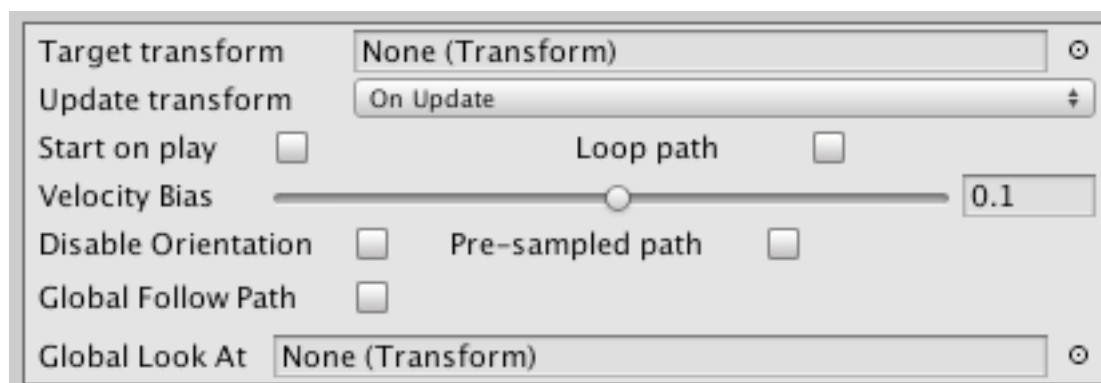 Target transform None (Transform)
Update transform On Update
Start on play Loop path
Velocity Bias 0.1
Disable Orientation Pre-sampled path
Global Follow Path
Global Look At None (Transform)